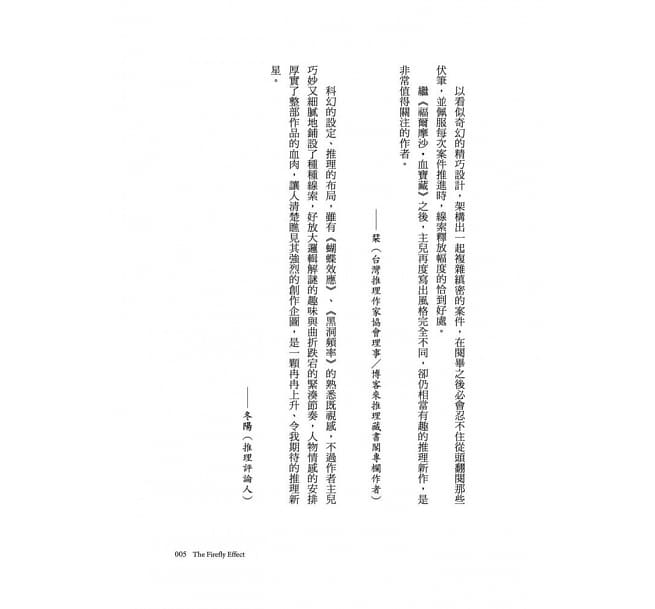 以看似奇幻的精巧設計，架構出一起複雜縝密的案件，在閱畢之後必會忍不住從頭翻閱那些
伏筆，並佩服每次案件推進時，線索釋放幅度的恰到好處。
繼《福爾摩沙．血寶藏》之後，主兒再度寫出風格完全不同，卻仍相當有趣的推理新作，是
非常值得關注的作者。
——栞（台灣推理作家協會理事／博客來推理藏書閣專欄作者）
科幻的設定、推理的布局，雖有《蝴蝶效應》、《黑洞頻率》的熟悉既視感，不過作者主兒
巧妙又細膩地鋪設了種種線索，好放大邏輯解謎的趣味與曲折跌宕的緊湊節奏，人物情感的安排
厚實了整部作品的血肉，讓人清楚瞧見其強烈的創作企圖，是一顆冉冉上升、令我期待的推理新
星。
——冬陽（推理評論人）
005 The Firefly Effect